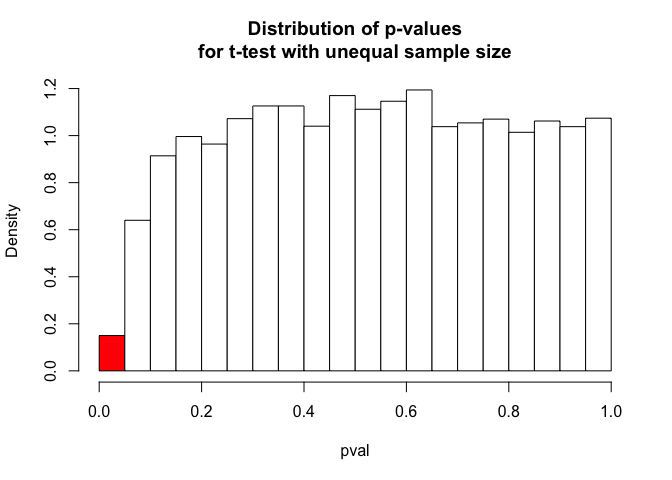 Distribution of p-values
for t-test with unequal sample size
Density
1.2
1.0
0.8
0.6
0.4
0.2
0.0
0.0 0.2 0.4 0.6 0.8 1.0
pval